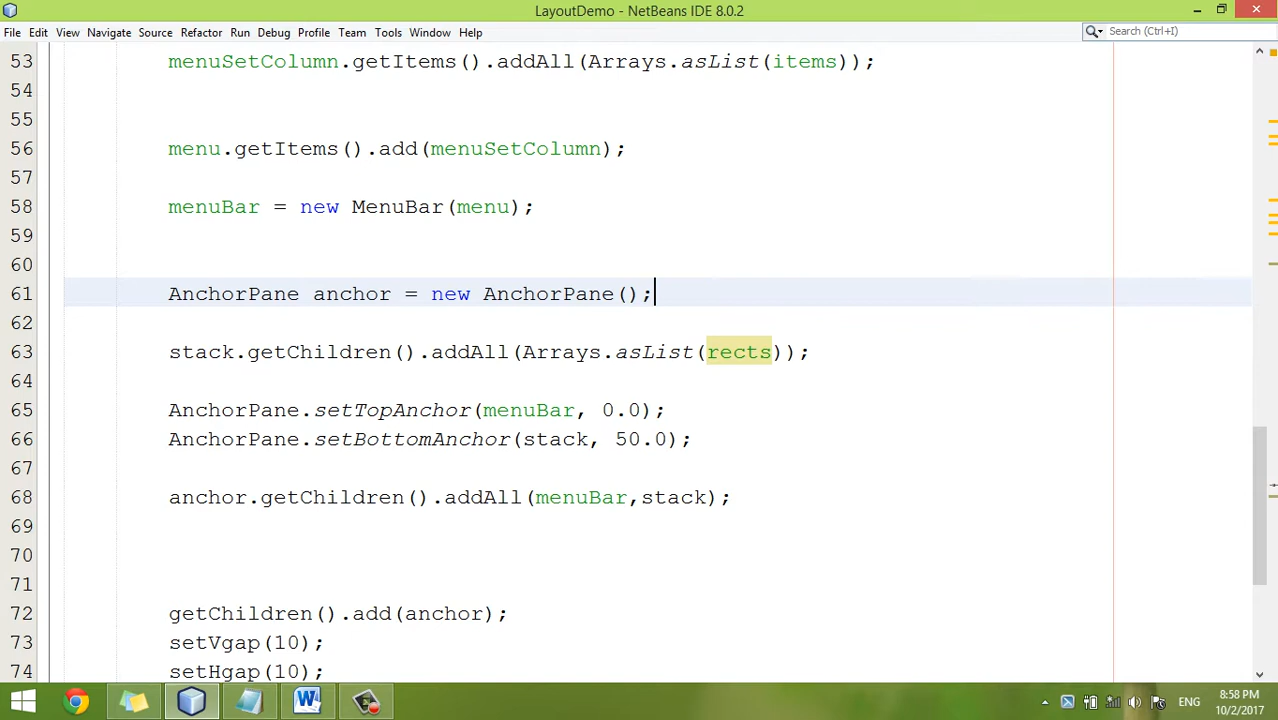 LayoutDemo - NetBeans IDE 8.0.2
File Edit View Navigate Source Refactor Run Debug Profile Team Tools Window Help
Search (Ctrl+I)
53 menuSetColumn.getItems().addAll(Arrays.asList(items));
54
55
56 menu.getItems().add(menuSetColumn);
57
58 menuBar = new MenuBar(menu);
59
60
61 AnchorPane anchor = new AnchorPane();
62
63 stack.getChildren().addAll(Arrays.asList(rects));
64
65 AnchorPane.setTopAnchor(menuBar, 0.0);
66 AnchorPane.setBottomAnchor(stack, 50.0);
67
68 anchor.getChildren().addAll(menuBar,stack);
69
70
71
72 getChildren().add(anchor);
73 setVgap(10);
74 setHgap(10);
ENG
8:58 PM
10/2/2017